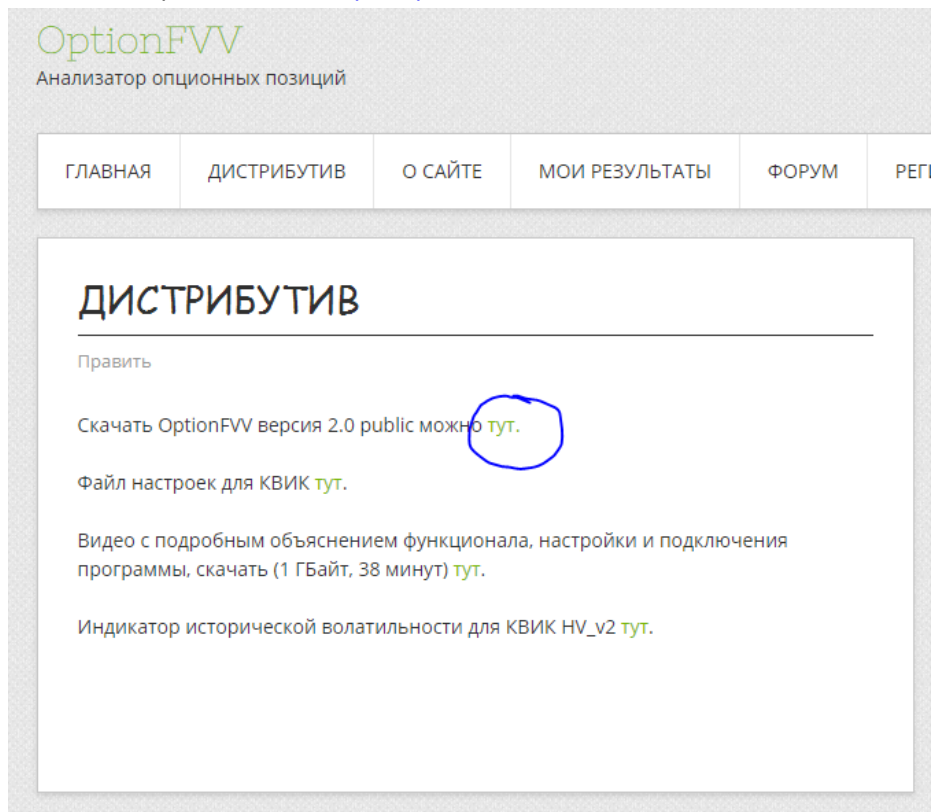 OptionFVV
Анализатор опционных позиций
ГЛАВНАЯ ДИСТРИБУТИВ О САЙТЕ МОИ РЕЗУЛЬТАТЫ ФОРУМ
ДИСТРИБУТИВ
Править
Скачать OptionFVV версия 2.0 public можно тут.
Файл настроек для КВИК тут.
Видео с подробным объяснением функционала, настройки и подключения
программы, скачать (1 ГБайт, 38 минут) тут.
Индикатор исторической волатильности для КВИК HV_v2 тут.